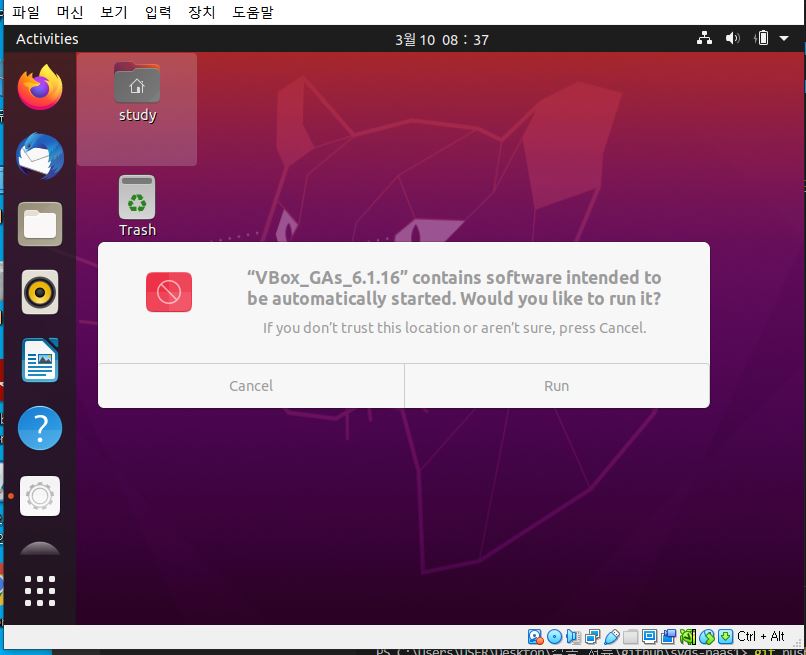 파일 머신 보기 입력 장치 도움말
Activities
3월 10 08 : 37
study
Trash
“VBox_GAs_6.1.16” contains software intended to
be automatically started. Would you like to run it?
If you don’t trust this location or aren’t sure, press Cancel.
Cancel
Run
Ctrl + Alt